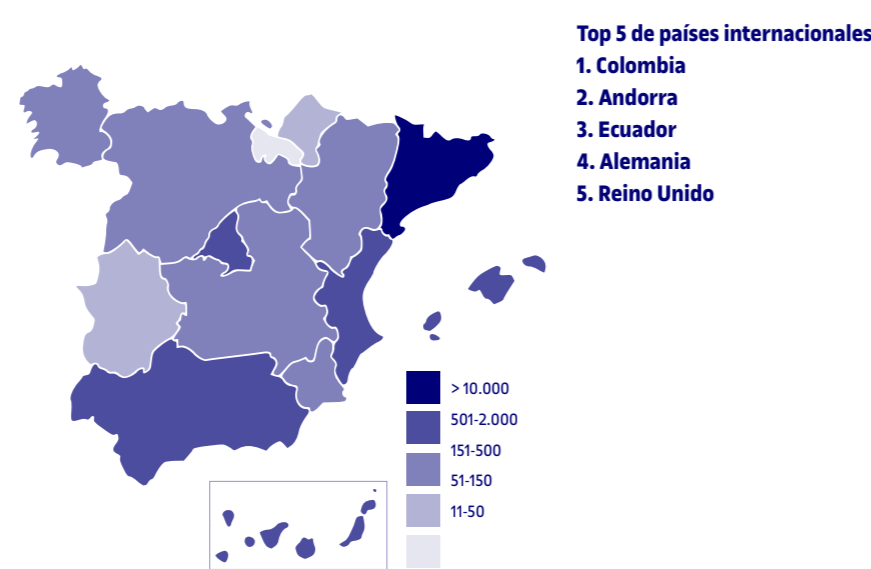 Top 5 de países internacionales
1. Colombia
2. Andorra
3. Ecuador
4. Alemania
5. Reino Unido
> 10.000
501-2.000
151-500
51-150
11-50